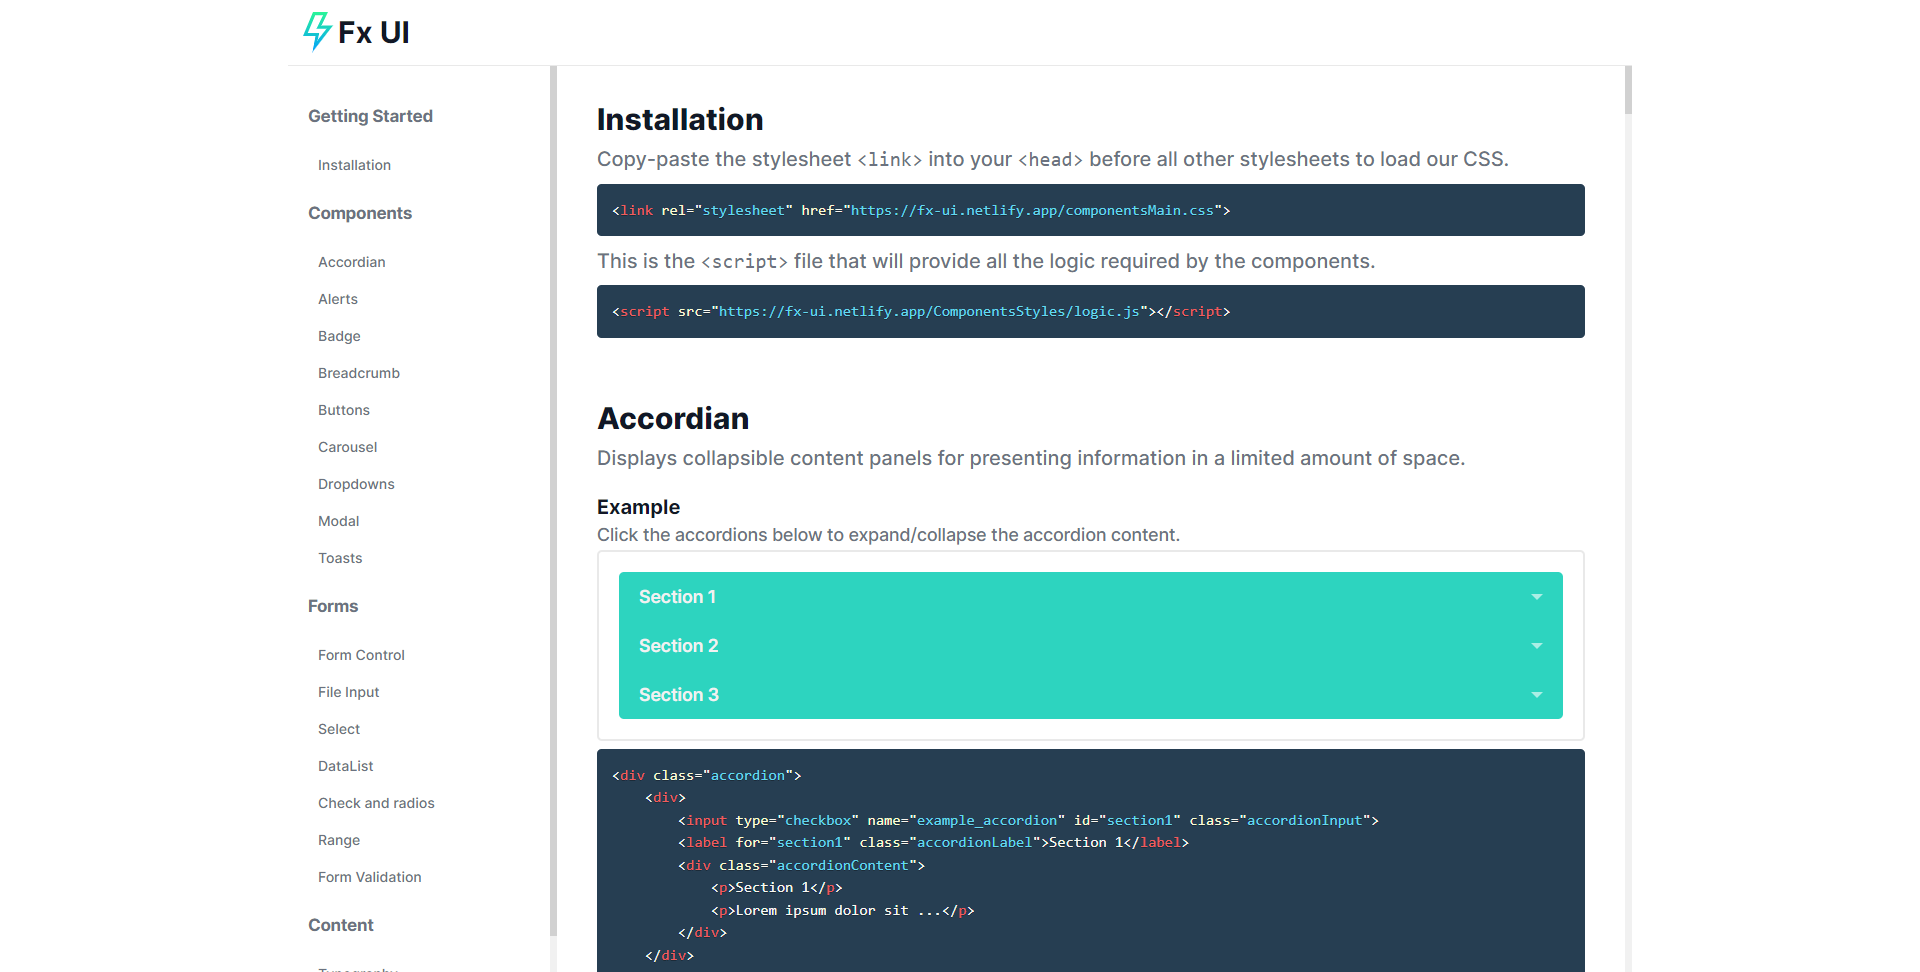 Fx UI
Getting Started
Installation
Components
Accordian
Alerts
Badge
Breadcrumb
Buttons
Carousel
Dropdowns
Modal
Toasts
Forms
Form Control
File Input
Select
DataList
Check and radios
Range
Form Validation
Content
Typography
Installation
Copy-paste the stylesheet <link> into your <head> before all other stylesheets to load our CSS.
<link rel="stylesheet" href="https://fx-ui.netlify.app/componentsMain.css">
This is the <script> file that will provide all the logic required by the components.
<script src="https://fx-ui.netlify.app/ComponentsStyles/logic.js"></script>
Accordian
Displays collapsible content panels for presenting information in a limited amount of space.
Example
Click the accordions below to expand/collapse the accordion content.
Section 1
Section 2
Section 3
<div class="accordion">
<div>
<input type="checkbox" name="example_accordion" id="section1" class="accordionInput">
<label for="section1" class="accordionLabel">Section 1</label>
<div class="accordionContent">
<p>Section 1</p>
<p>Lorem ipsum dolor sit ...</p>
</div>
</div>